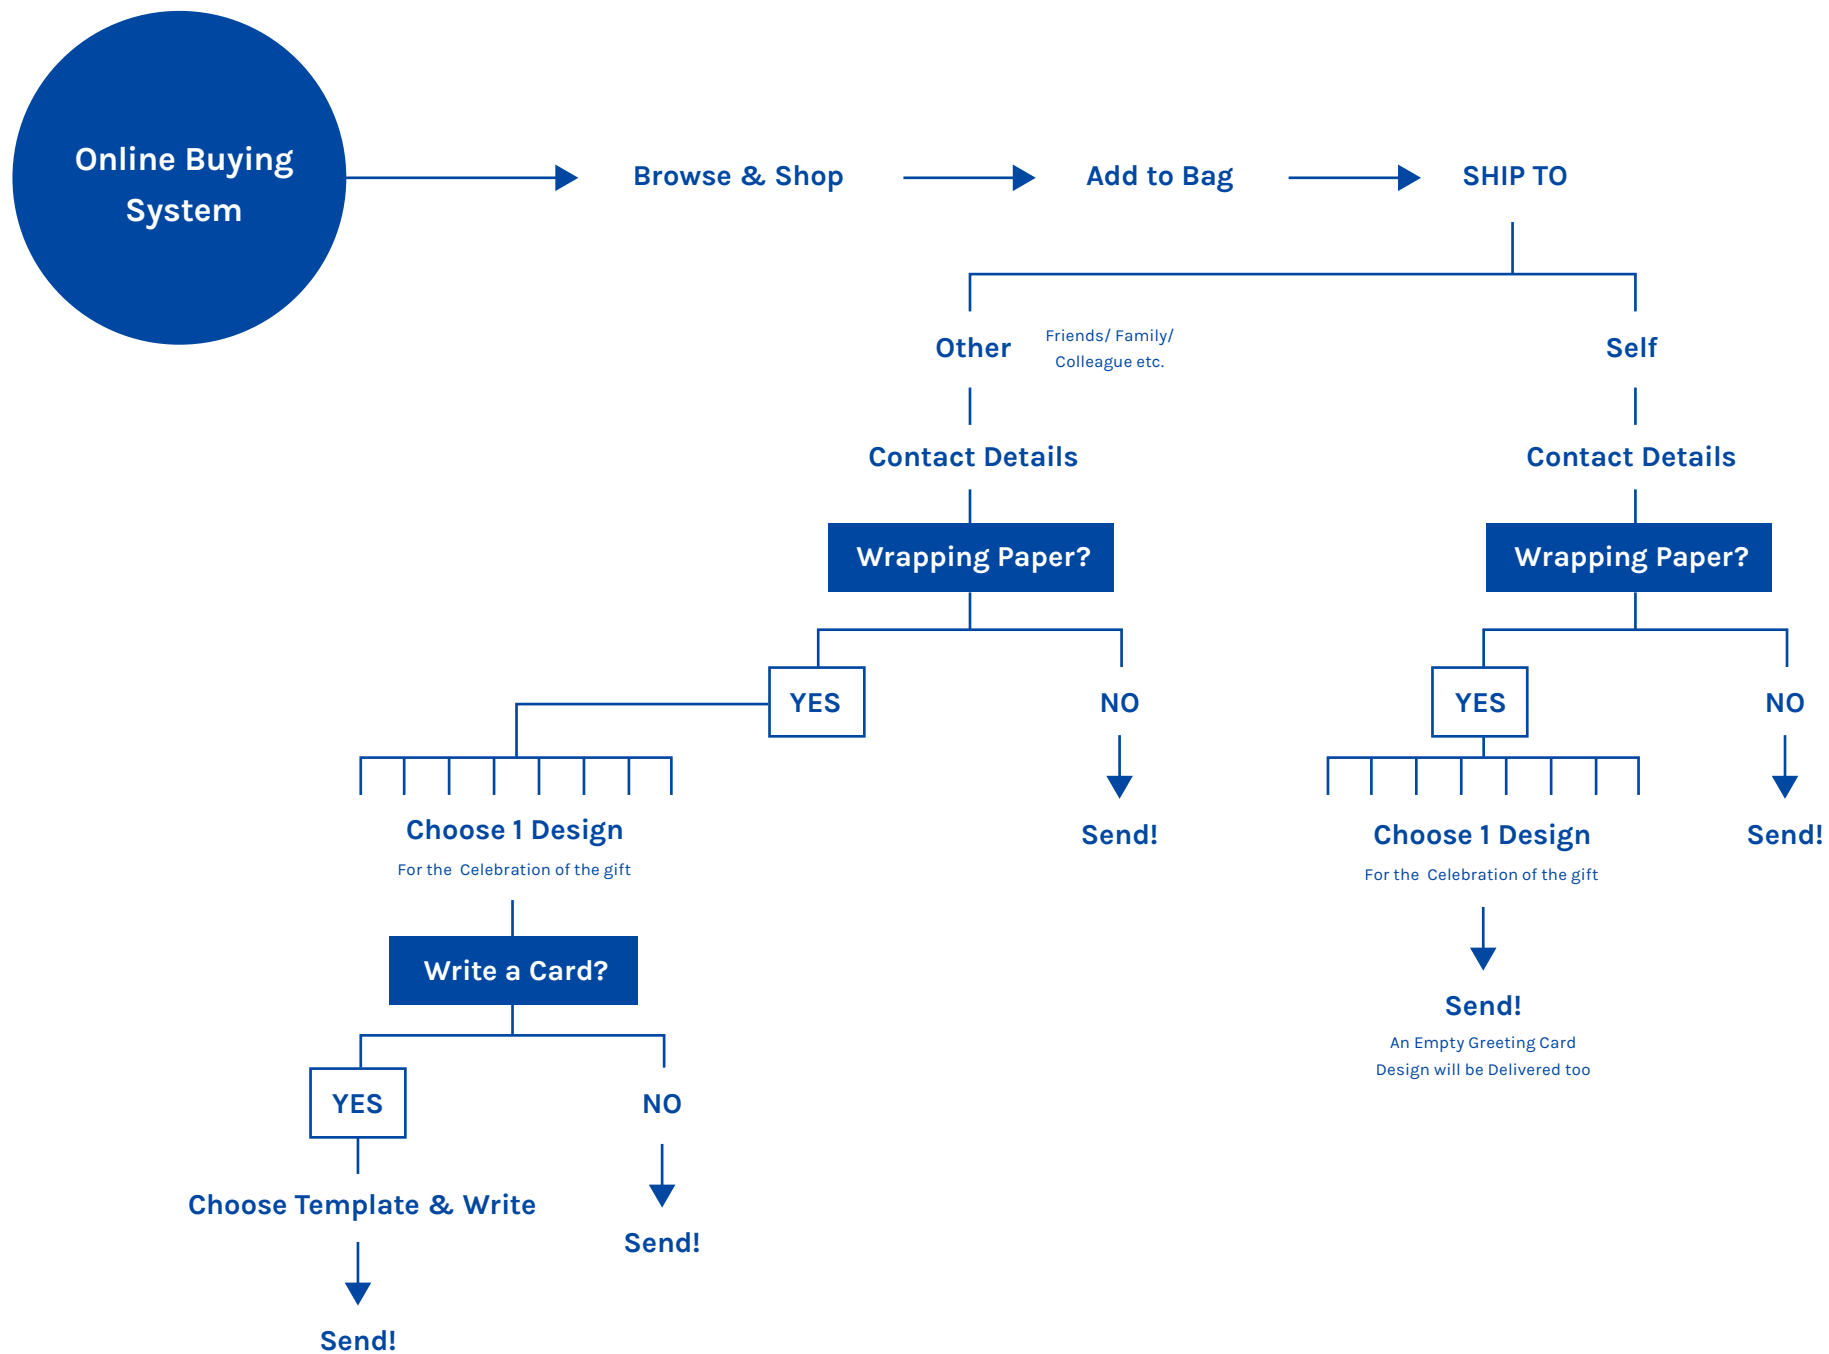 Online Buying
System
Browse & Shop
Add to Bag
SHIP TO
Other
Friends/ Family/
Colleague etc.
Self
Contact Details
Contact Details
Wrapping Paper?
Wrapping Paper?
YES
NO
YES
NO
Choose 1 Design
For the Celebration of the gift
Send!
Choose 1 Design
For the Celebration of the gift
Send!
Write a Card?
Send!
An Empty Greeting Card
Design will be Delivered too
YES
NO
Choose Template & Write
Send!
Send!